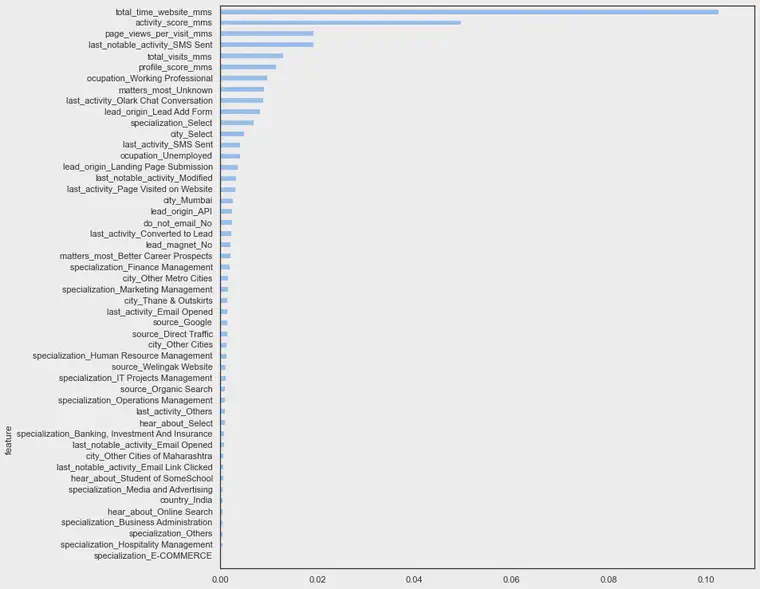 total_time_website_mms
activity_score_mms
page_views_per_visit_mms
last_notable_activity_SMS Sent
total_visits_mms
profile_score_mms
ocupation_Working Professional
matters_most_Unknown
last_activity_Olark Chat Conversation
lead_origin_Lead Add Form
specialization_Select
city_Select
last_activity_SMS Sent
ocupation_Unemployed
lead_origin_Landing Page Submission
last_notable_activity_Modified
last_activity_Page Visited on Website
city_Mumbai
lead_origin_API
do_not_email_No
last_activity_Converted to Lead
lead_magnet_No
matters_most_Better Career Prospects
specialization_Finance Management
city_Other Metro Cities
specialization_Marketing Management
city_Thane & Outskirts
last_activity_Email Opened
source_Google
source_Direct Traffic
city_Other Cities
specialization_Human Resource Management
source_Welingak Website
specialization_IT Projects Management
source_Organic Search
specialization_Operations Management
last_activity_Others
hear_about_Select
specialization_Banking, Investment And Insurance
last_notable_activity_Email Opened
city_Other Cities of Maharashtra
last_notable_activity_Email Link Clicked
hear_about_Student of SomeSchool
specialization_Media and Advertising
country_India
hear_about_Online Search
specialization_Business Administration
specialization_Others
specialization_Hospitality Management
specialization_E-COMMERCE
feature
0.00 0.02 0.04 0.06 0.08 0.10